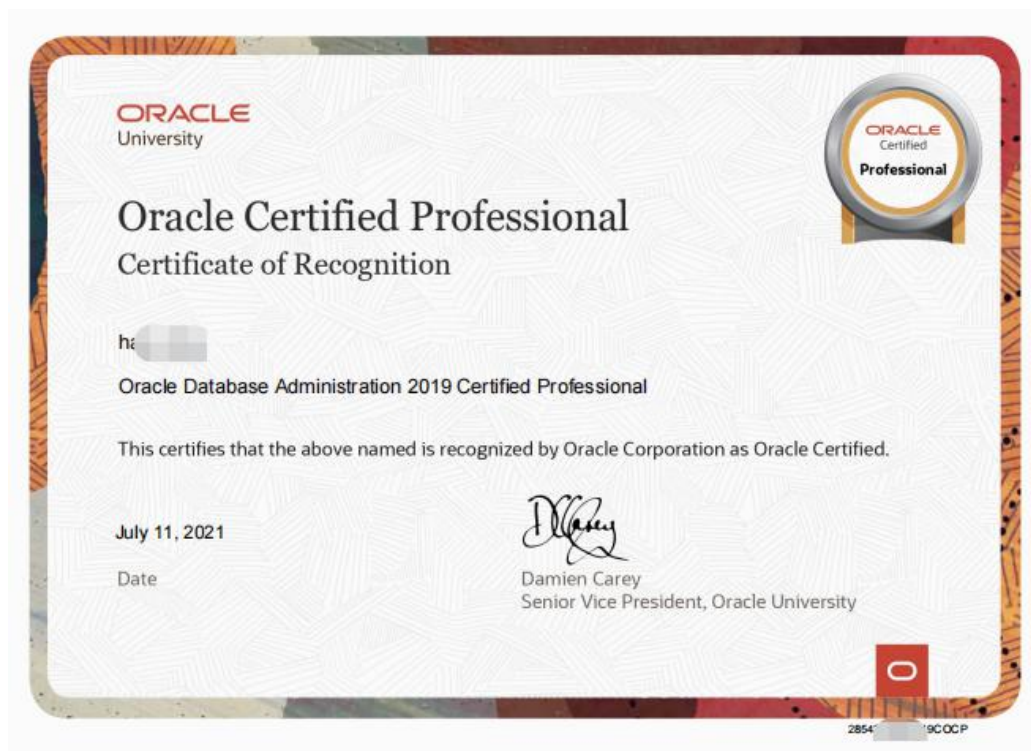 ORACLE
University
ORACLE
Certified
Professional
Oracle Certified Professional
Certificate of Recognition
Oracle Database Administration 2019 Certified Professional
This certifies that the above named is recognized by Oracle Corporation as Oracle Certified.
July 11, 2021
Date
Damien Carey
Senior Vice President, Oracle University